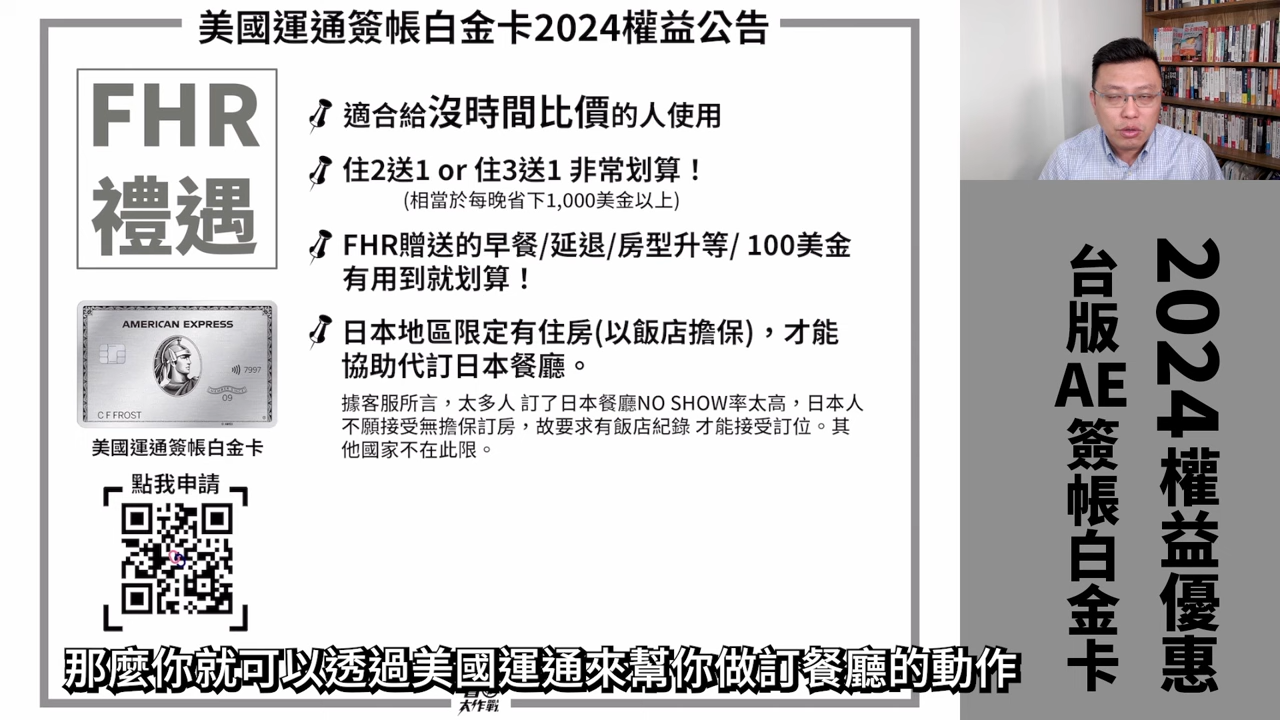 美國運通簽帳白金卡2024權益公告
FHR
禮遇
適合給沒時間比價的人使用
住2送1 or 住3送1 非常划算！
(相當於每晚省下1,000美金以上)
FHR贈送的早餐/延退/房型升等/ 100美金
有用到就划算！
日本地區限定有住房(以飯店擔保)，才能
協助代訂日本餐廳。
據客服所言，太多人 訂了日本餐廳NO SHOW率太高，日本人
不願接受無擔保訂房，故要求有飯店紀錄 才能接受訂位。其
他國家不在此限。
AMERICAN EXPRESS
7997
09
C F FROST
美國運通簽帳白金卡
點我申請
那麼你就可以透過美國運通來幫你做訂餐廳的動作
大作戰
2024權益優惠
台版AE簽帳白金卡